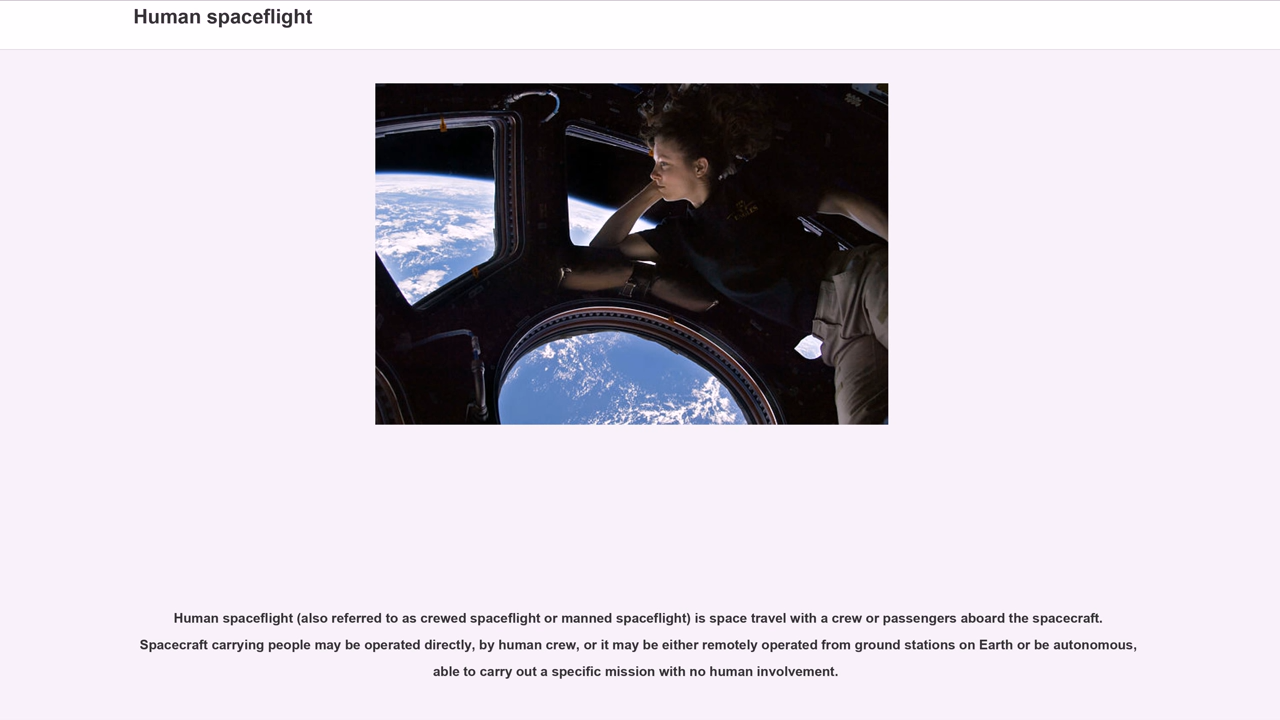 Human spaceflight
Human spaceflight (also referred to as crewed spaceflight or manned spaceflight) is space travel with a crew or passengers aboard the spacecraft.
Spacecraft carrying people may be operated directly, by human crew, or it may be either remotely operated from ground stations on Earth or be autonomous,
able to carry out a specific mission with no human involvement.